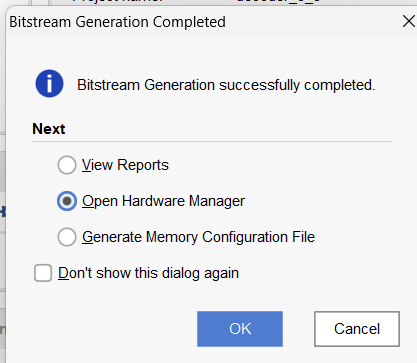 Bitstream Generation Completed
Bitstream Generation successfully completed.
Next
View Reports
Open Hardware Manager
Generate Memory Configuration File
Don't show this dialog again
OK
Cancel